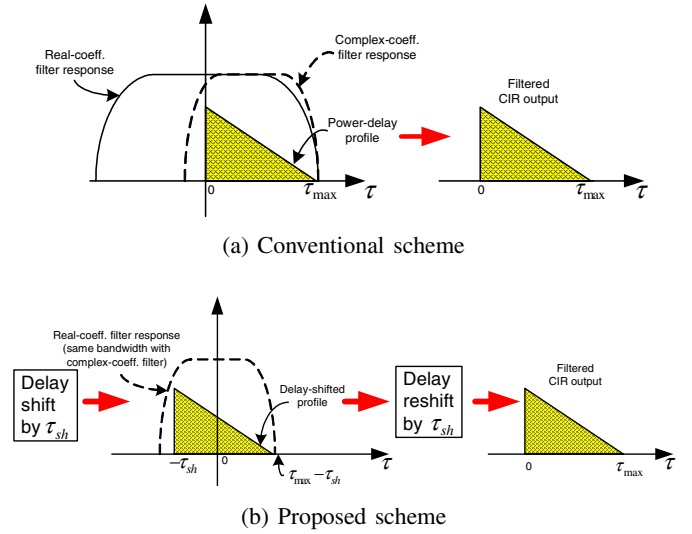 Real-coeff.
filter response
Complex-coeff.
filter response
Power-delay
profile
0
τmax
τ
Filtered
CIR output
0
τmax
τ
(a) Conventional scheme
Delay
shift
by τsh
Real-coeff. filter response
(same bandwidth with
complex-coeff. filter)
Delay-shifted
profile
−τsh
0
τmax −τsh
τ
Delay
reshift
by τsh
Filtered
CIR output
0
τmax
τ
(b) Proposed scheme